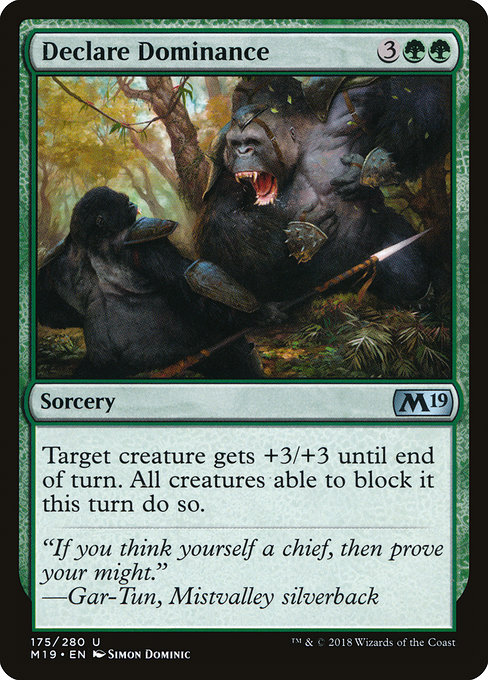 Declare Dominance 3
Sorcery M19
Target creature gets +3/+3 until end
of turn. All creatures able to block it
this turn do so.
“If you think yourself a chief, then prove
your might.”
—Gar-Tun, Mistvalley silverback
175/280 U
M19 • EN Simon Dominic
™ & © 2018 Wizards of the Coast